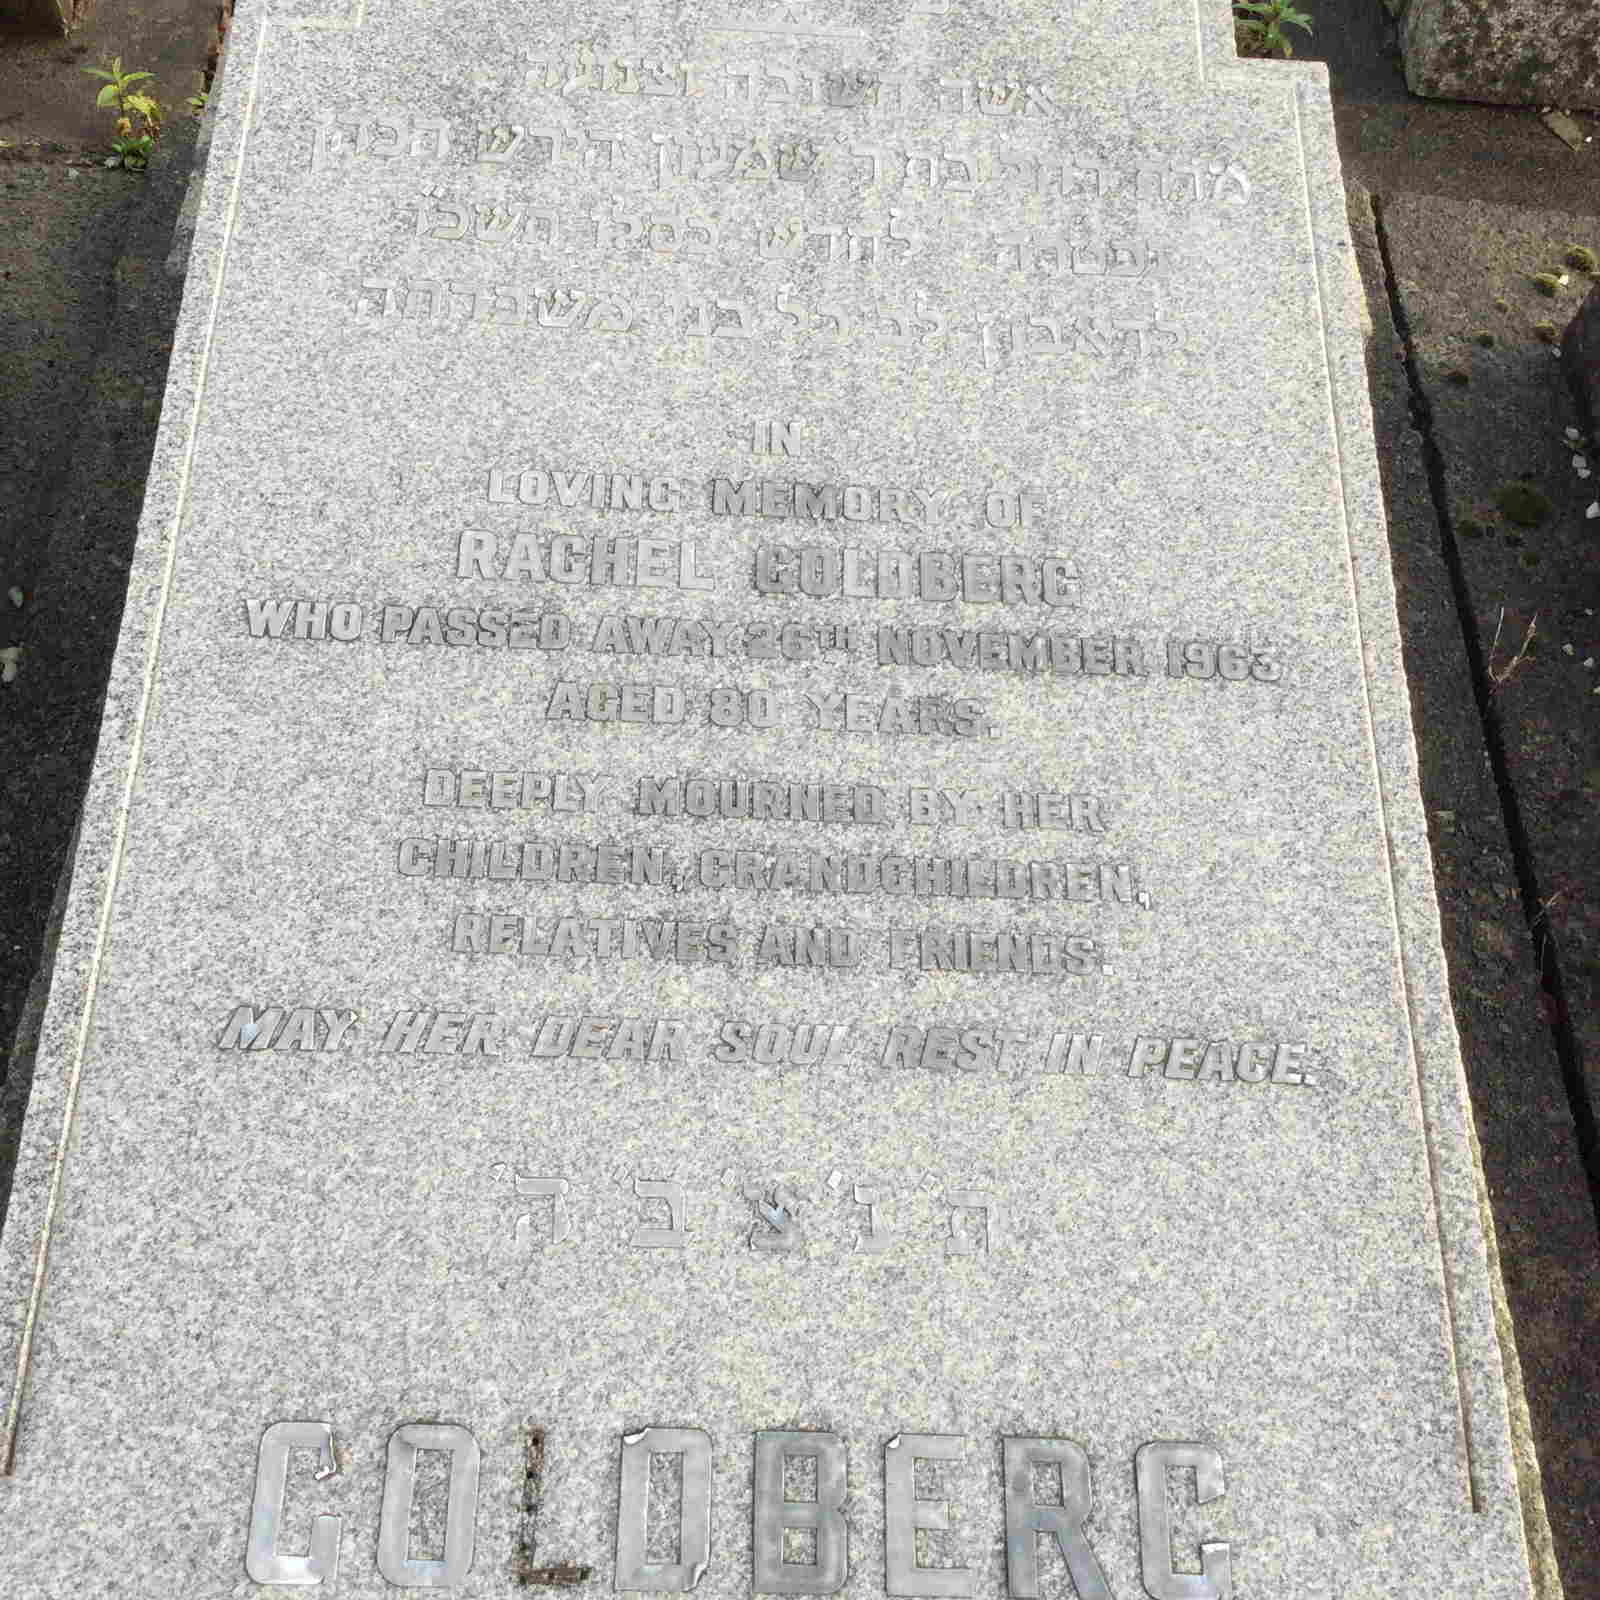 אשה חשובה וצנועה
מרת רחל בת ר' שמעון הירש הכהן
נפטרה לחודש כסלו תשכ"ד
לדאבון לב כל בני משפחתה
IN
LOVING MEMORY OF
RACHEL GOLDBERG
WHO PASSED AWAY 26TH NOVEMBER 1963
AGED 80 YEARS.
DEEPLY MOURNED BY HER
CHILDREN, GRANDCHILDREN,
RELATIVES AND FRIENDS.
MAY HER DEAR SOUL REST IN PEACE.
ת'נ'צ'ב'ה'
GOLDBERG